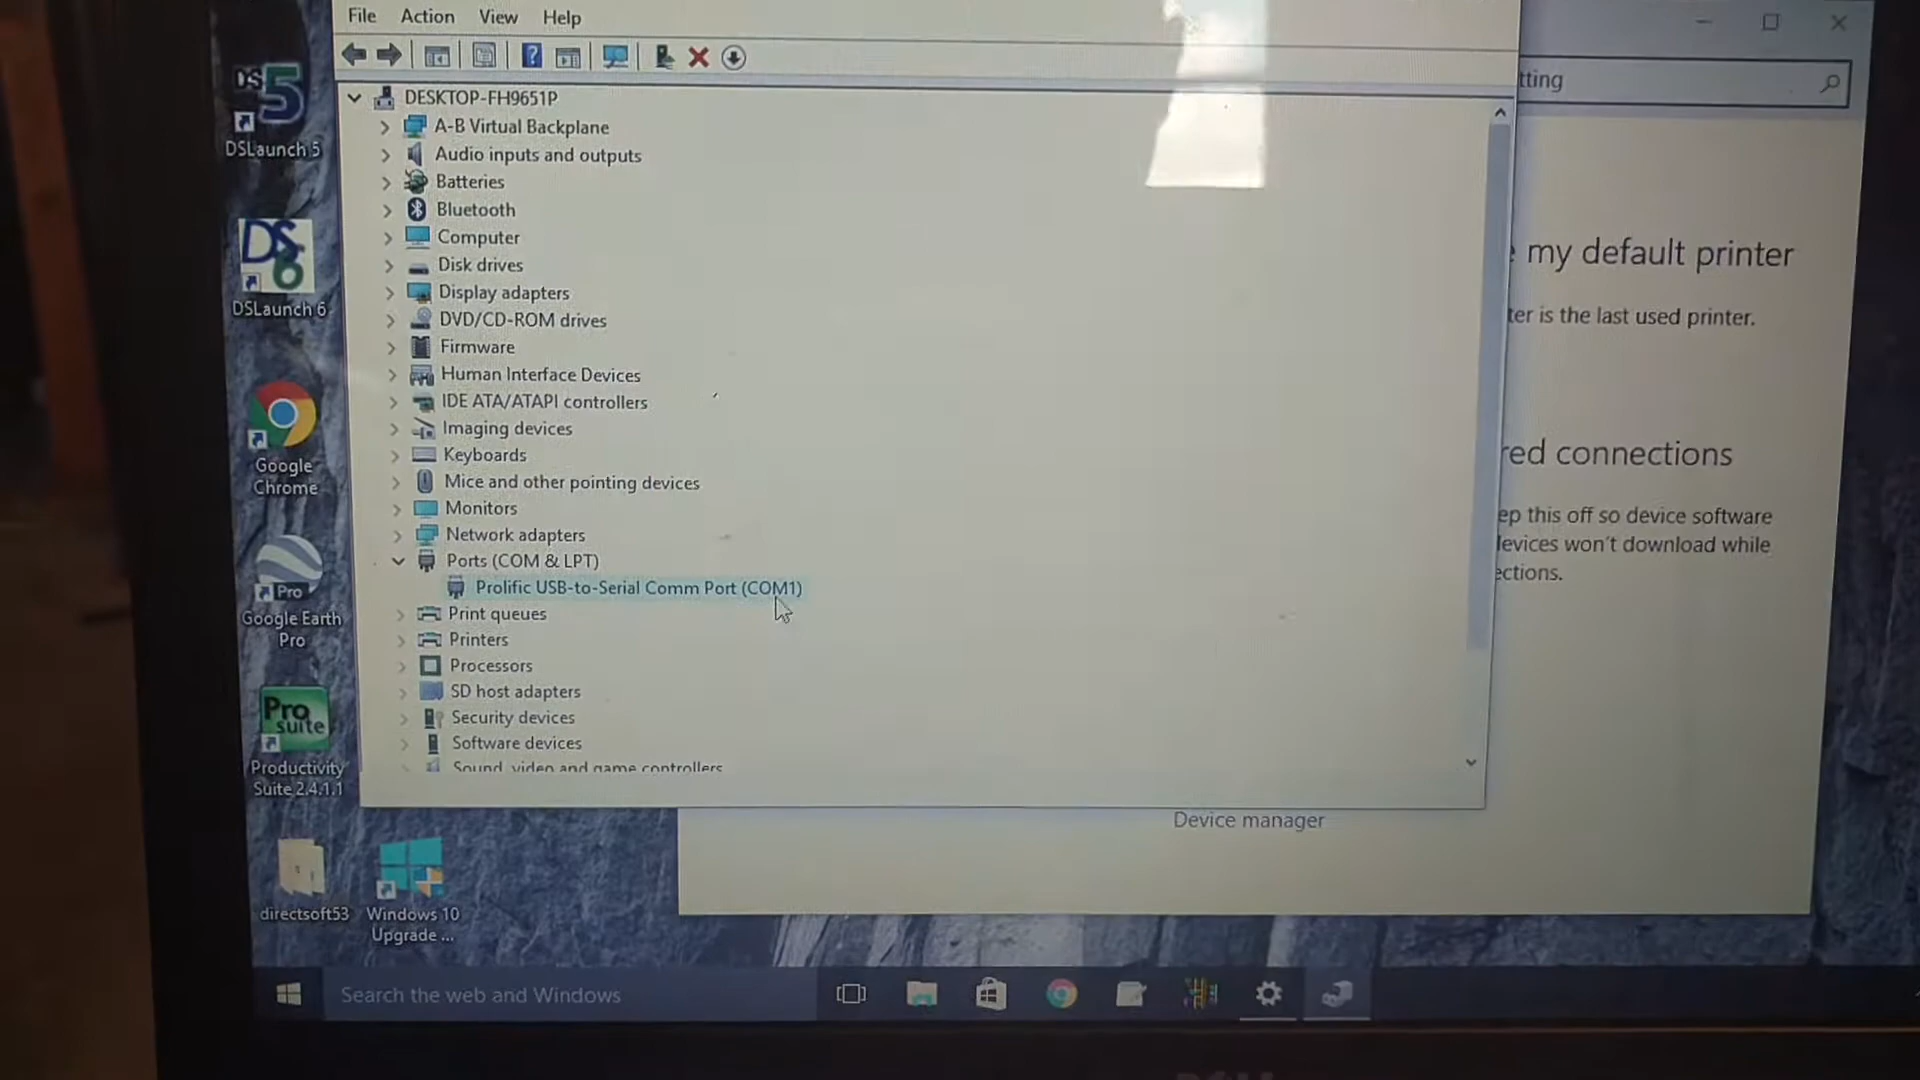 File Action View Help
DESKTOP-FH9651P
A-B Virtual Backplane
Audio inputs and outputs
Batteries
Bluetooth
Computer
Disk drives
Display adapters
DVD/CD-ROM drives
Firmware
Human Interface Devices
IDE ATA/ATAPI controllers
Imaging devices
Keyboards
Mice and other pointing devices
Monitors
Network adapters
Ports (COM & LPT)
Prolific USB-to-Serial Comm Port (COM1)
Print queues
Printers
Processors
SD host adapters
Security devices
Software devices
Sound, video and game controllers
tting
my default printer
ter is the last used printer.
red connections
ep this off so device software
devices won't download while
ections.
Device manager
DS 5
DSLaunch 5
DS 6
DSLaunch 6
Google
Chrome
Pro
Google Earth
Pro
Pro
Suite
Productivity
Suite 2.4.1.1
directsoft53
Windows 10
Upgrade ...
Search the web and Windows